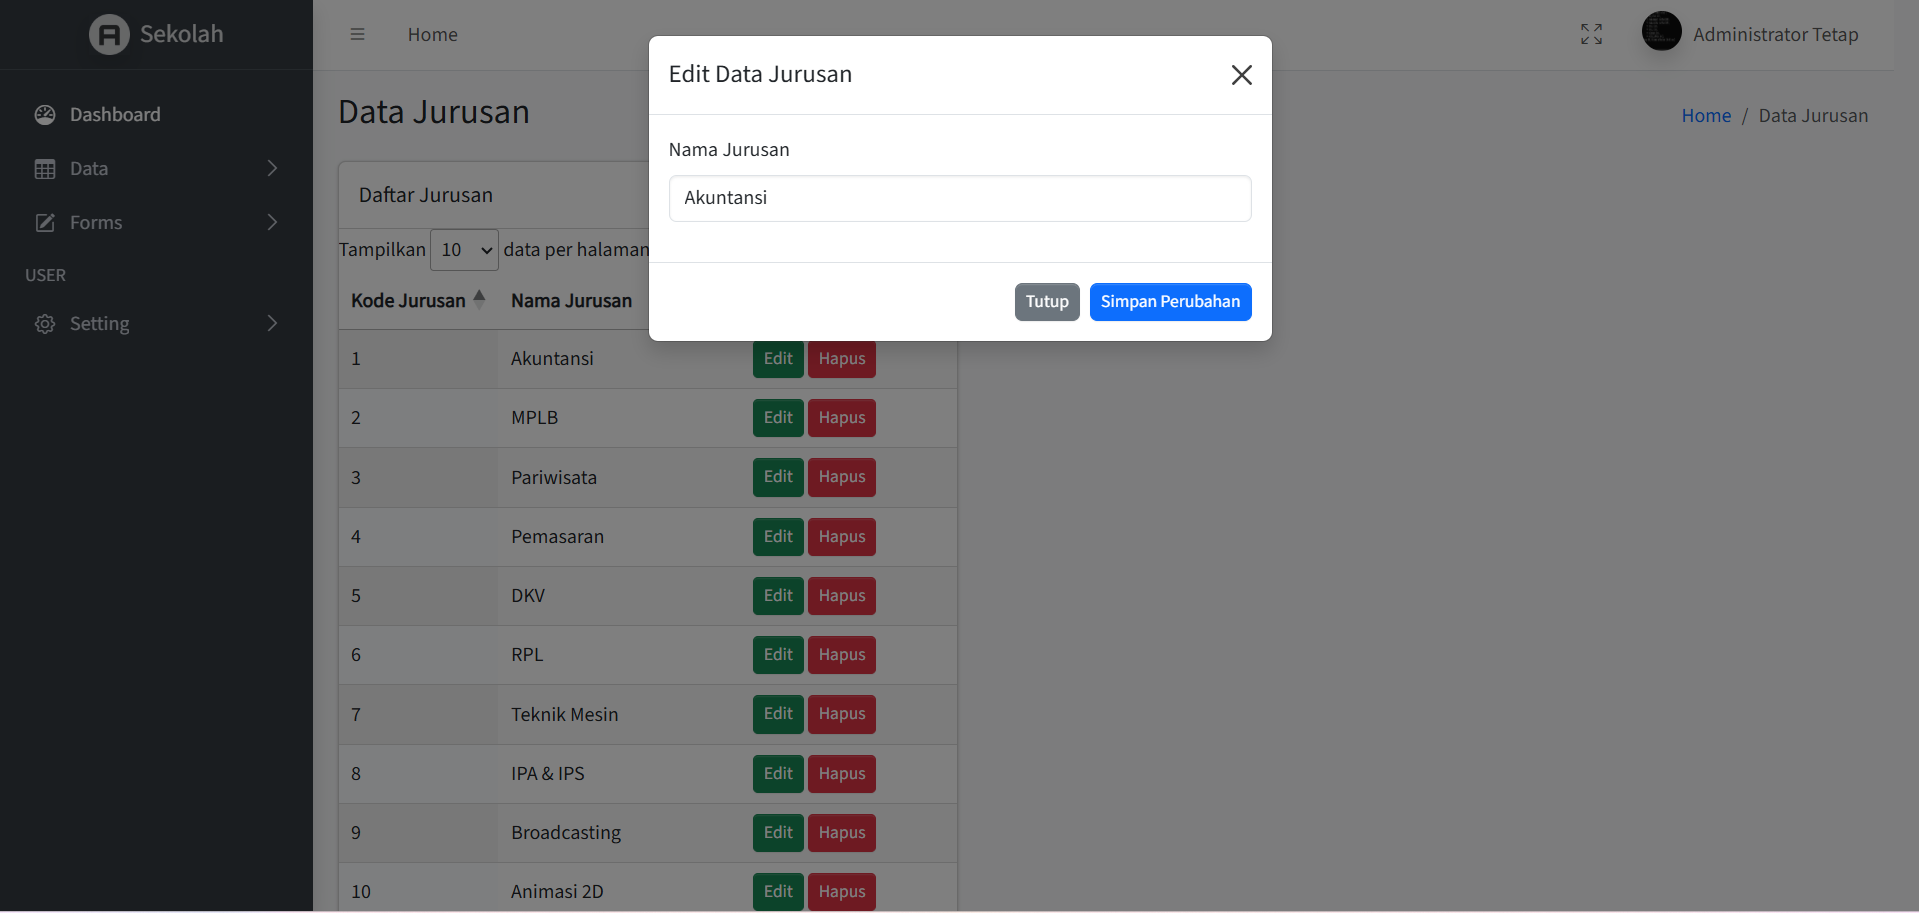 Sekolah
Home
Administrator Tetap
Edit Data Jurusan
Dashboard
Data
Forms
USER
Setting
Data Jurusan
Home / Data Jurusan
Nama Jurusan
Akuntansi
Tutup Simpan Perubahan
Daftar Jurusan
Tampilkan 10 data per halaman
Kode Jurusan Nama Jurusan
1 Akuntansi Edit Hapus
2 MPLB Edit Hapus
3 Pariwisata Edit Hapus
4 Pemasaran Edit Hapus
5 DKV Edit Hapus
6 RPL Edit Hapus
7 Teknik Mesin Edit Hapus
8 IPA & IPS Edit Hapus
9 Broadcasting Edit Hapus
10 Animasi 2D Edit Hapus